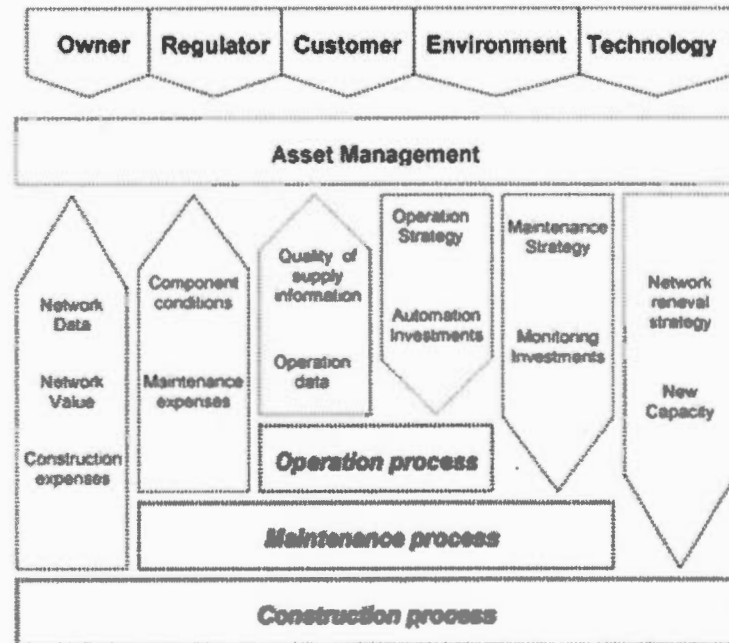 Owner Regulator Customer Environment Technology
Asset Management
Network
Data
Network
Value
Construction
expenses
Component
conditions
Maintenance
expenses
Quality of
supply
information
Operation
data
Operation
Strategy
Automation
Investments
Maintenance
Strategy
Monitoring
Investments
Network
reneval
strategy
New
Capacity
Operation process
Maintenance process
Construction process